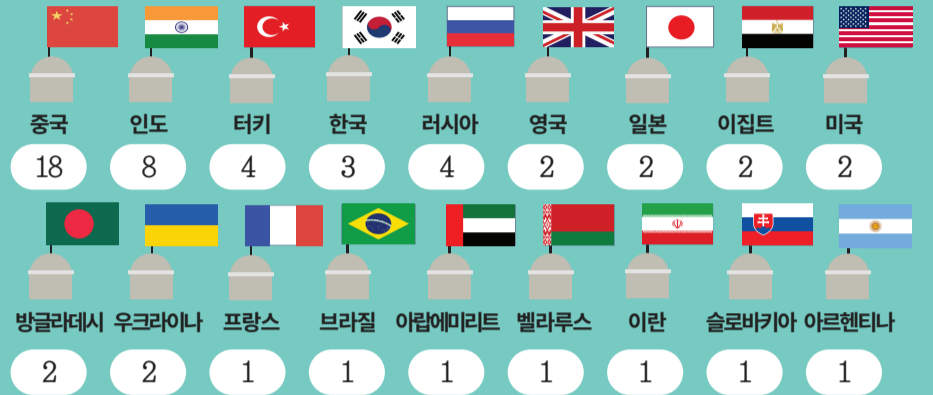 중국 인도 터키 한국 러시아 영국 일본 이집트 미국
18 8 4 3 4 2 2 2 2
방글라데시 우크라이나 프랑스 브라질 아랍에미리트 벨라루스 이란 슬로바키아 아르헨티나
2 2 1 1 1 1 1 1 1